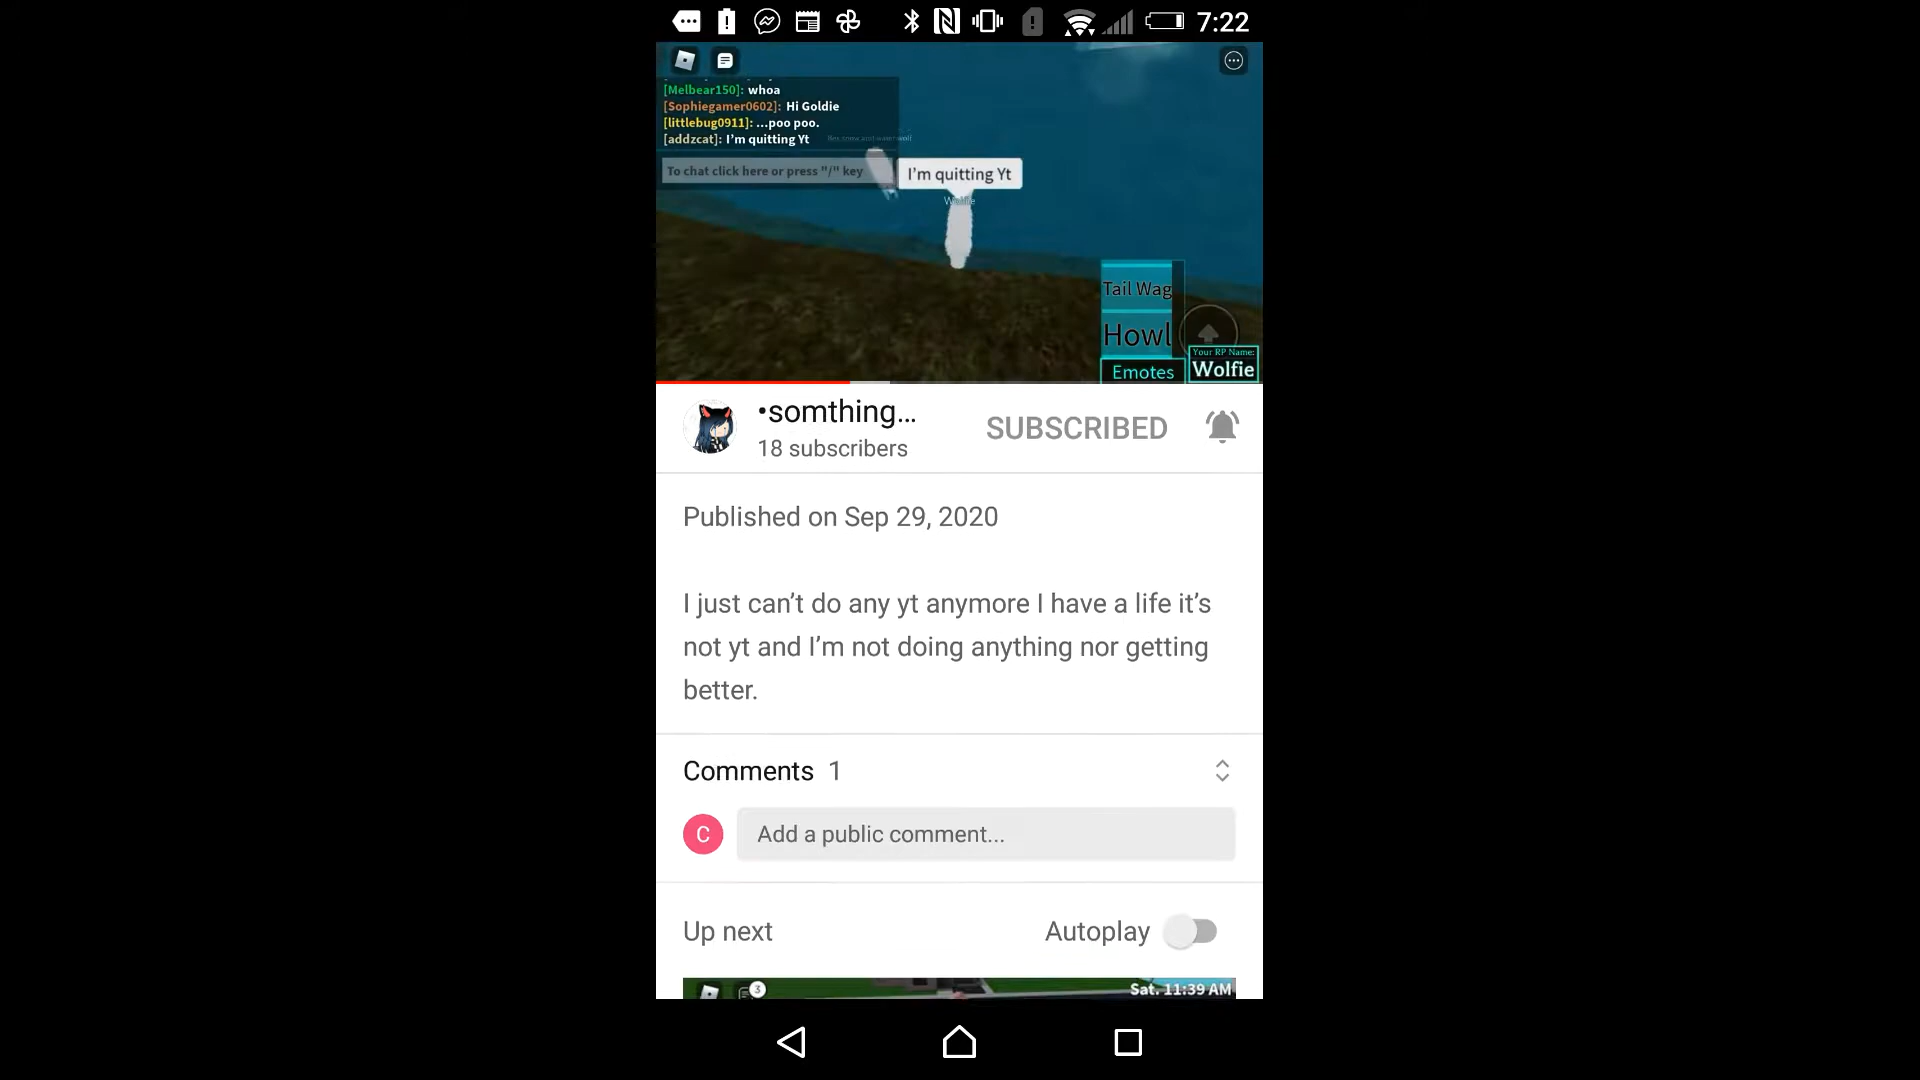 7:22
[Melbear150]: whoa
[Sophiegamer0602]: Hi Goldie
[littlebug0911]: ...poo poo.
[addzcat]: I'm quitting Yt
To chat click here or press "/" key
I'm quitting Yt
Wolfie
Tail Wag
Howl
Emotes
Your RP Name:
Wolfie
•somthing...
18 subscribers
SUBSCRIBED
Published on Sep 29, 2020
I just can’t do any yt anymore I have a life it’s
not yt and I’m not doing anything nor getting
better.
Comments 1
C
Add a public comment...
Up next
Autoplay
3
Sat. 11:39 AM